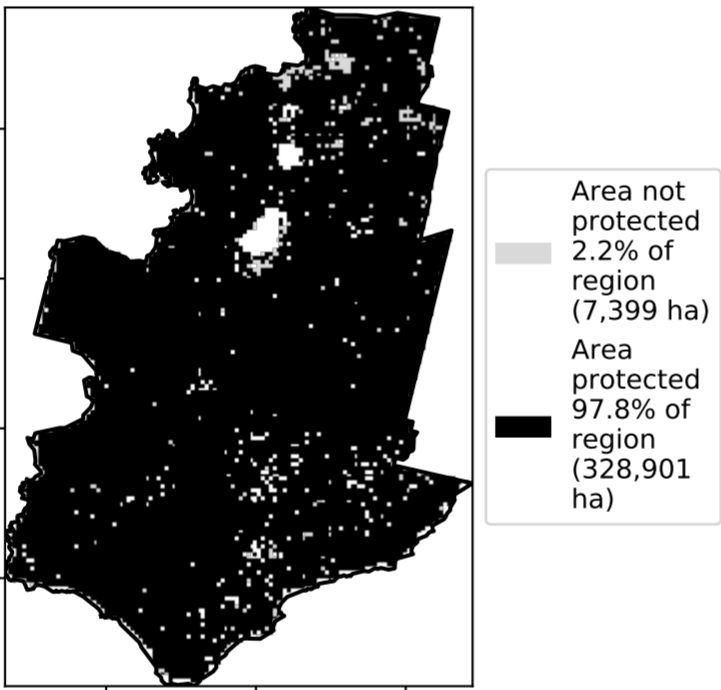 Area not
protected
2.2% of
region
(7,399 ha)
Area
protected
97.8% of
region
(328,901
ha)